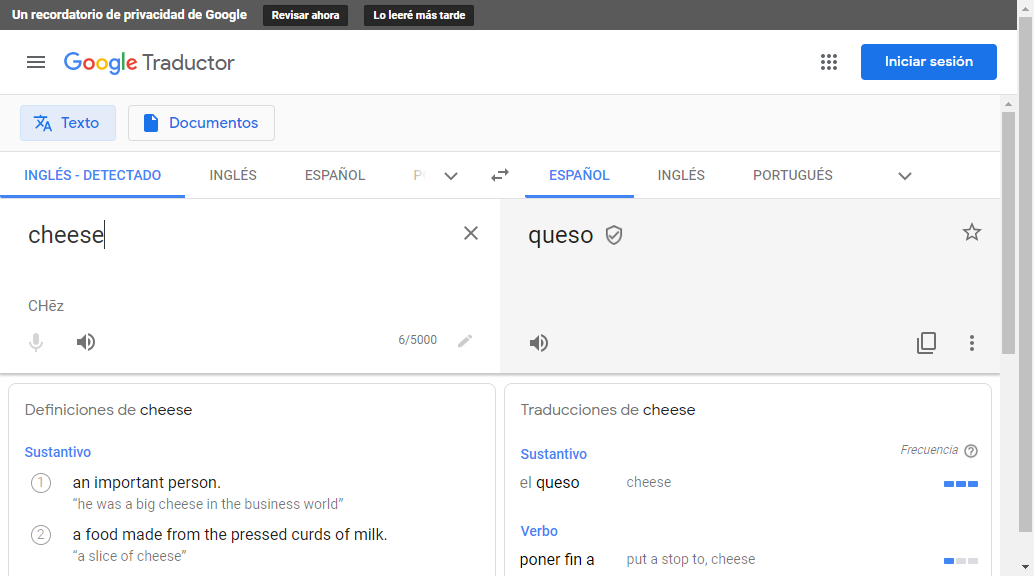 Un recordatorio de privacidad de Google Revisar ahora Lo leeré más tarde
Google Traductor Iniciar sesión
Texto Documentos
INGLÉS - DETECTADO INGLÉS ESPAÑOL ESPAÑOL INGLÉS PORTUGUÉS
cheese queso
CHēz
6/5000
Definiciones de cheese
Sustantivo
1 an important person.
“he was a big cheese in the business world”
2 a food made from the pressed curds of milk.
“a slice of cheese”
Traducciones de cheese
Sustantivo Frecuencia
el queso cheese
Verbo
poner fin a put a stop to, cheese